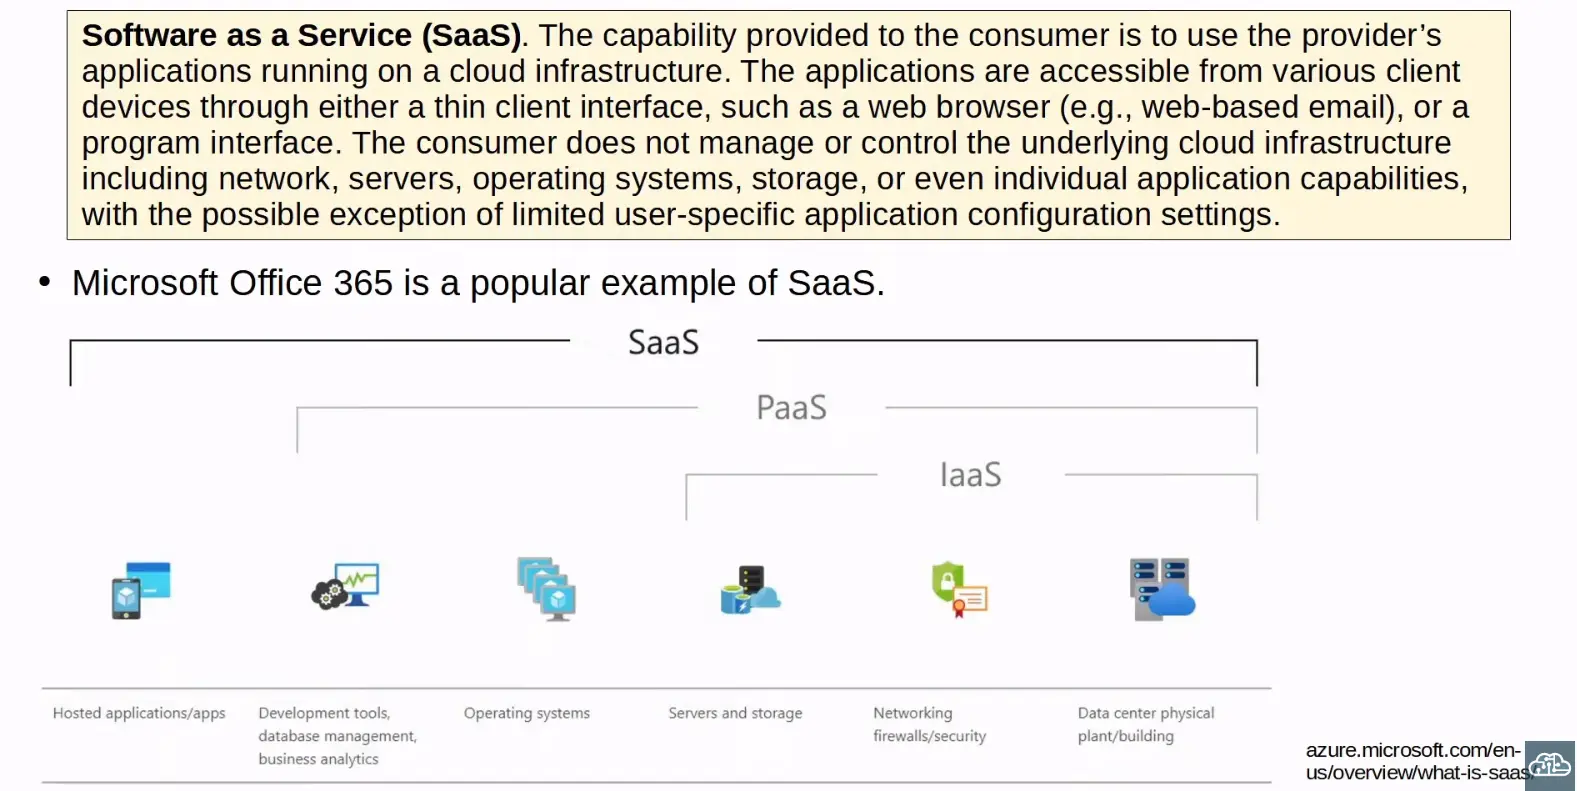 Software as a Service (SaaS). The capability provided to the consumer is to use the provider’s
applications running on a cloud infrastructure. The applications are accessible from various client
devices through either a thin client interface, such as a web browser (e.g., web-based email), or a
program interface. The consumer does not manage or control the underlying cloud infrastructure
including network, servers, operating systems, storage, or even individual application capabilities,
with the possible exception of limited user-specific application configuration settings.
• Microsoft Office 365 is a popular example of SaaS.
SaaS
PaaS
IaaS
Hosted applications/apps
Development tools,
database management,
business analytics
Operating systems
Servers and storage
Networking
firewalls/security
Data center physical
plant/building
azure.microsoft.com/en-
us/overview/what-is-saas/